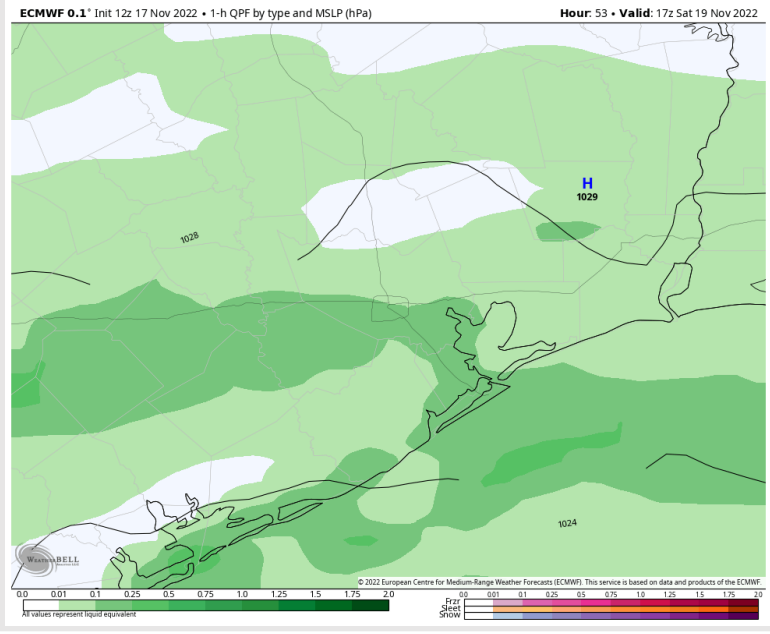 ECMWF 0.1° Init 12z 17 Nov 2022 • 1-h QPF by type and MSLP (hPa)
Hour: 53 • Valid: 17z Sat 19 Nov 2022
H
1029
1028
1024
WEATHERBELL
© 2022 European Centre for Medium-Range Weather Forecasts (ECMWF). This service is based on data and products of the ECMWF.
0.0 0.01 0.1 0.25 0.5 0.75 1.0 1.25 1.5 1.75 2.0
All values represent liquid equivalent
0.0 0.01 0.1 0.25 0.5 0.75 1.0 1.25 1.5 1.75 2.0
Frzr
Sleet
Snow